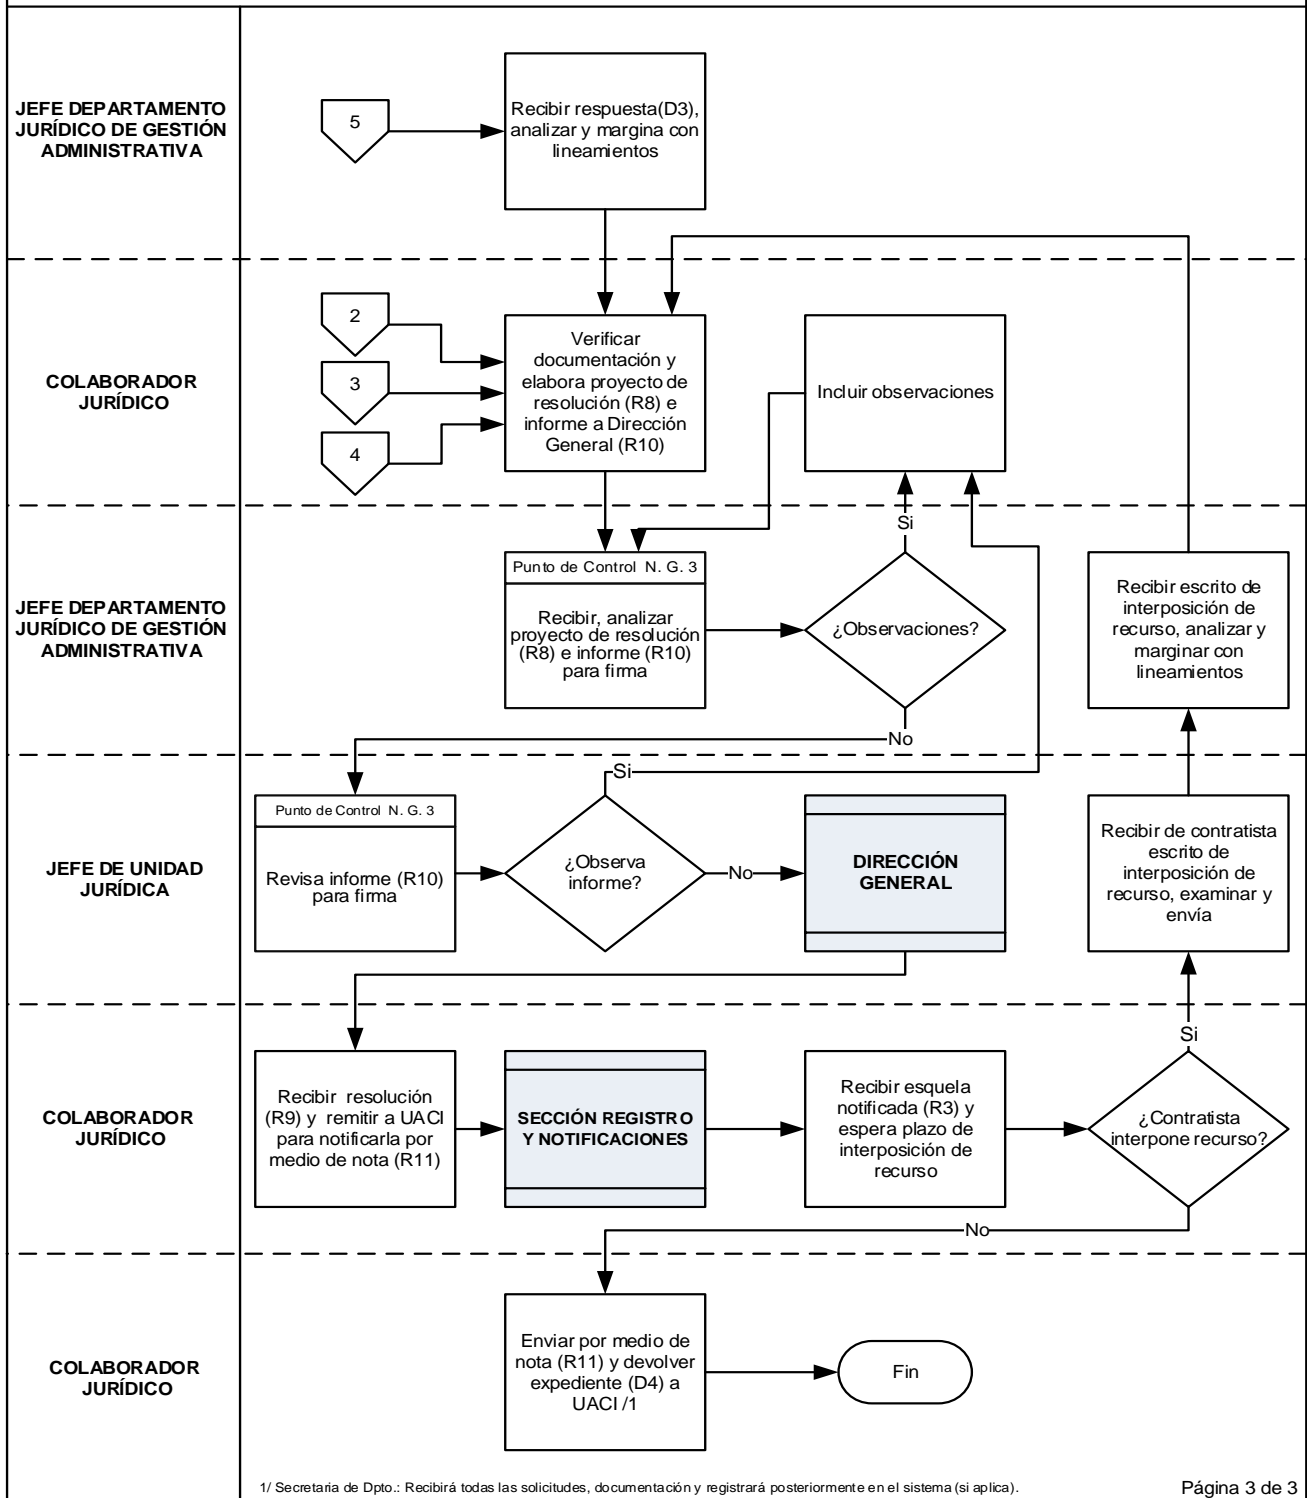 JEFE DEPARTAMENTO
JURÍDICO DE GESTIÓN
ADMINISTRATIVA
5
Recibir respuesta(D3),
analizar y margina con
lineamientos
COLABORADOR
JURÍDICO
2
3
4
Verificar
documentación y
elabora proyecto de
resolución (R8) e
informe a Dirección
General (R10)
Incluir observaciones
JEFE DEPARTAMENTO
JURÍDICO DE GESTIÓN
ADMINISTRATIVA
Punto de Control N. G. 3
Recibir, analizar
proyecto de resolución
(R8) e informe (R10)
para firma
Si
¿Observaciones?
No
Recibir escrito de
interposición de
recurso, analizar y
marginar con
lineamientos
JEFE DE UNIDAD
JURÍDICA
Punto de Control N. G. 3
Revisa informe (R10)
para firma
Si
¿Observa
informe?
No
DIRECCIÓN
GENERAL
Recibir de contratista
escrito de
interposición de
recurso, examinar y
envía
COLABORADOR
JURÍDICO
Recibir resolución
(R9) y remitir a UACI
para notificarla por
medio de nota (R11)
SECCIÓN REGISTRO
Y NOTIFICACIONES
Recibir esquela
notificada (R3) y
espera plazo de
interposición de
recurso
Si
¿Contratista
interpone recurso?
No
COLABORADOR
JURÍDICO
Enviar por medio de
nota (R11) y devolver
expediente (D4) a
UACI /1
Fin
1/ Secretaria de Dpto.: Recibirá todas las solicitudes, documentación y registrará posteriormente en el sistema (si aplica).
Página 3 de 3